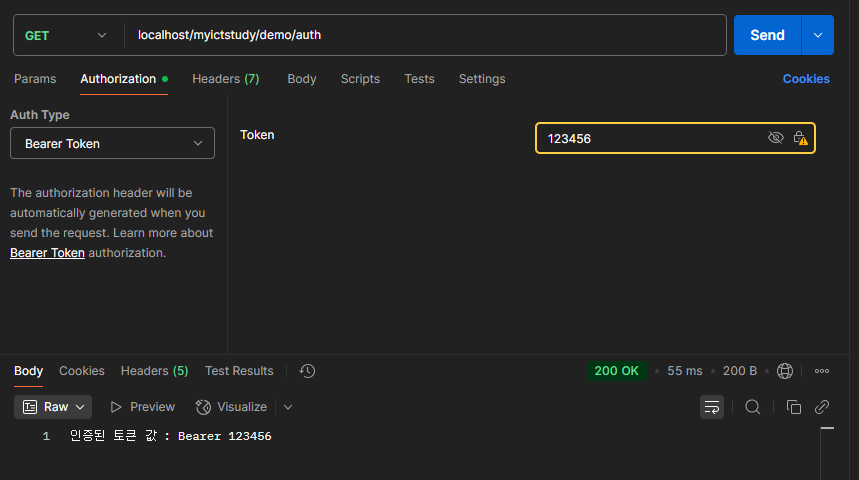 GET localhost/myictstudy/demo/auth Send
Params Authorization Headers (7) Body Scripts Tests Settings Cookies
Auth Type
Bearer Token
Token 123456
The authorization header will be
automatically generated when you
send the request. Learn more about
Bearer Token authorization.
Body Cookies Headers (5) Test Results 200 OK 55 ms 200 B
Raw Preview Visualize
1 인증된 토큰 값 : Bearer 123456